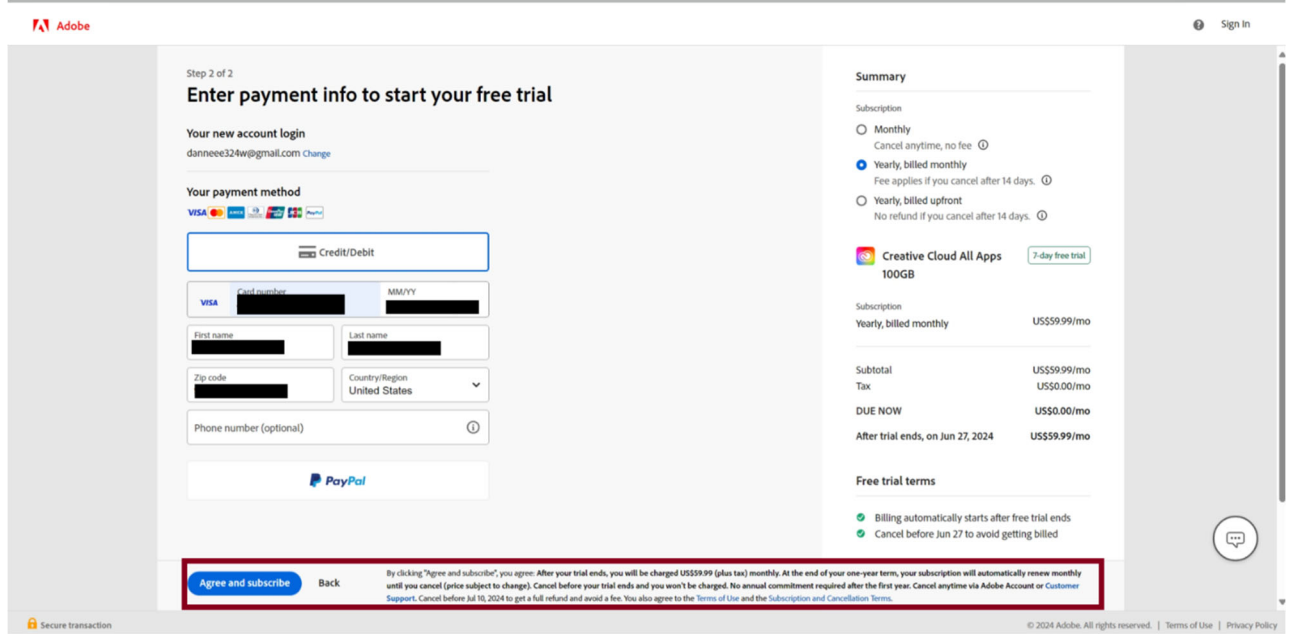 Adobe
Sign In
Step 2 of 2
Enter payment info to start your free trial
Your new account login
danneee324w@gmail.com Change
Your payment method
VISA AMEX PayPal
Credit/Debit
Card number
MM/YY
VISA
First name
Last name
Zip code
Country/Region
United States
Phone number (optional)
PayPal
Summary
Subscription
Monthly
Cancel anytime, no fee
Yearly, billed monthly
Fee applies if you cancel after 14 days.
Yearly, billed upfront
No refund if you cancel after 14 days.
Creative Cloud All Apps
100GB
7-day free trial
Subscription
Yearly, billed monthly US$59.99/mo
Subtotal US$59.99/mo
Tax US$0.00/mo
DUE NOW US$0.00/mo
After trial ends, on Jun 27, 2024 US$59.99/mo
Free trial terms
Billing automatically starts after free trial ends
Cancel before Jun 27 to avoid getting billed
Agree and subscribe
Back
By clicking "Agree and subscribe", you agree: After your trial ends, you will be charged US$59.99 (plus tax) monthly. At the end of your one-year term, your subscription will automatically renew monthly
until you cancel (price subject to change). Cancel before your trial ends and you won't be charged. No annual commitment required after the first year. Cancel anytime via Adobe Account or Customer
Support. Cancel before Jul 10, 2024 to get a full refund and avoid a fee. You also agree to the Terms of Use and the Subscription and Cancellation Terms.
Secure transaction
© 2024 Adobe. All rights reserved. | Terms of Use | Privacy Policy